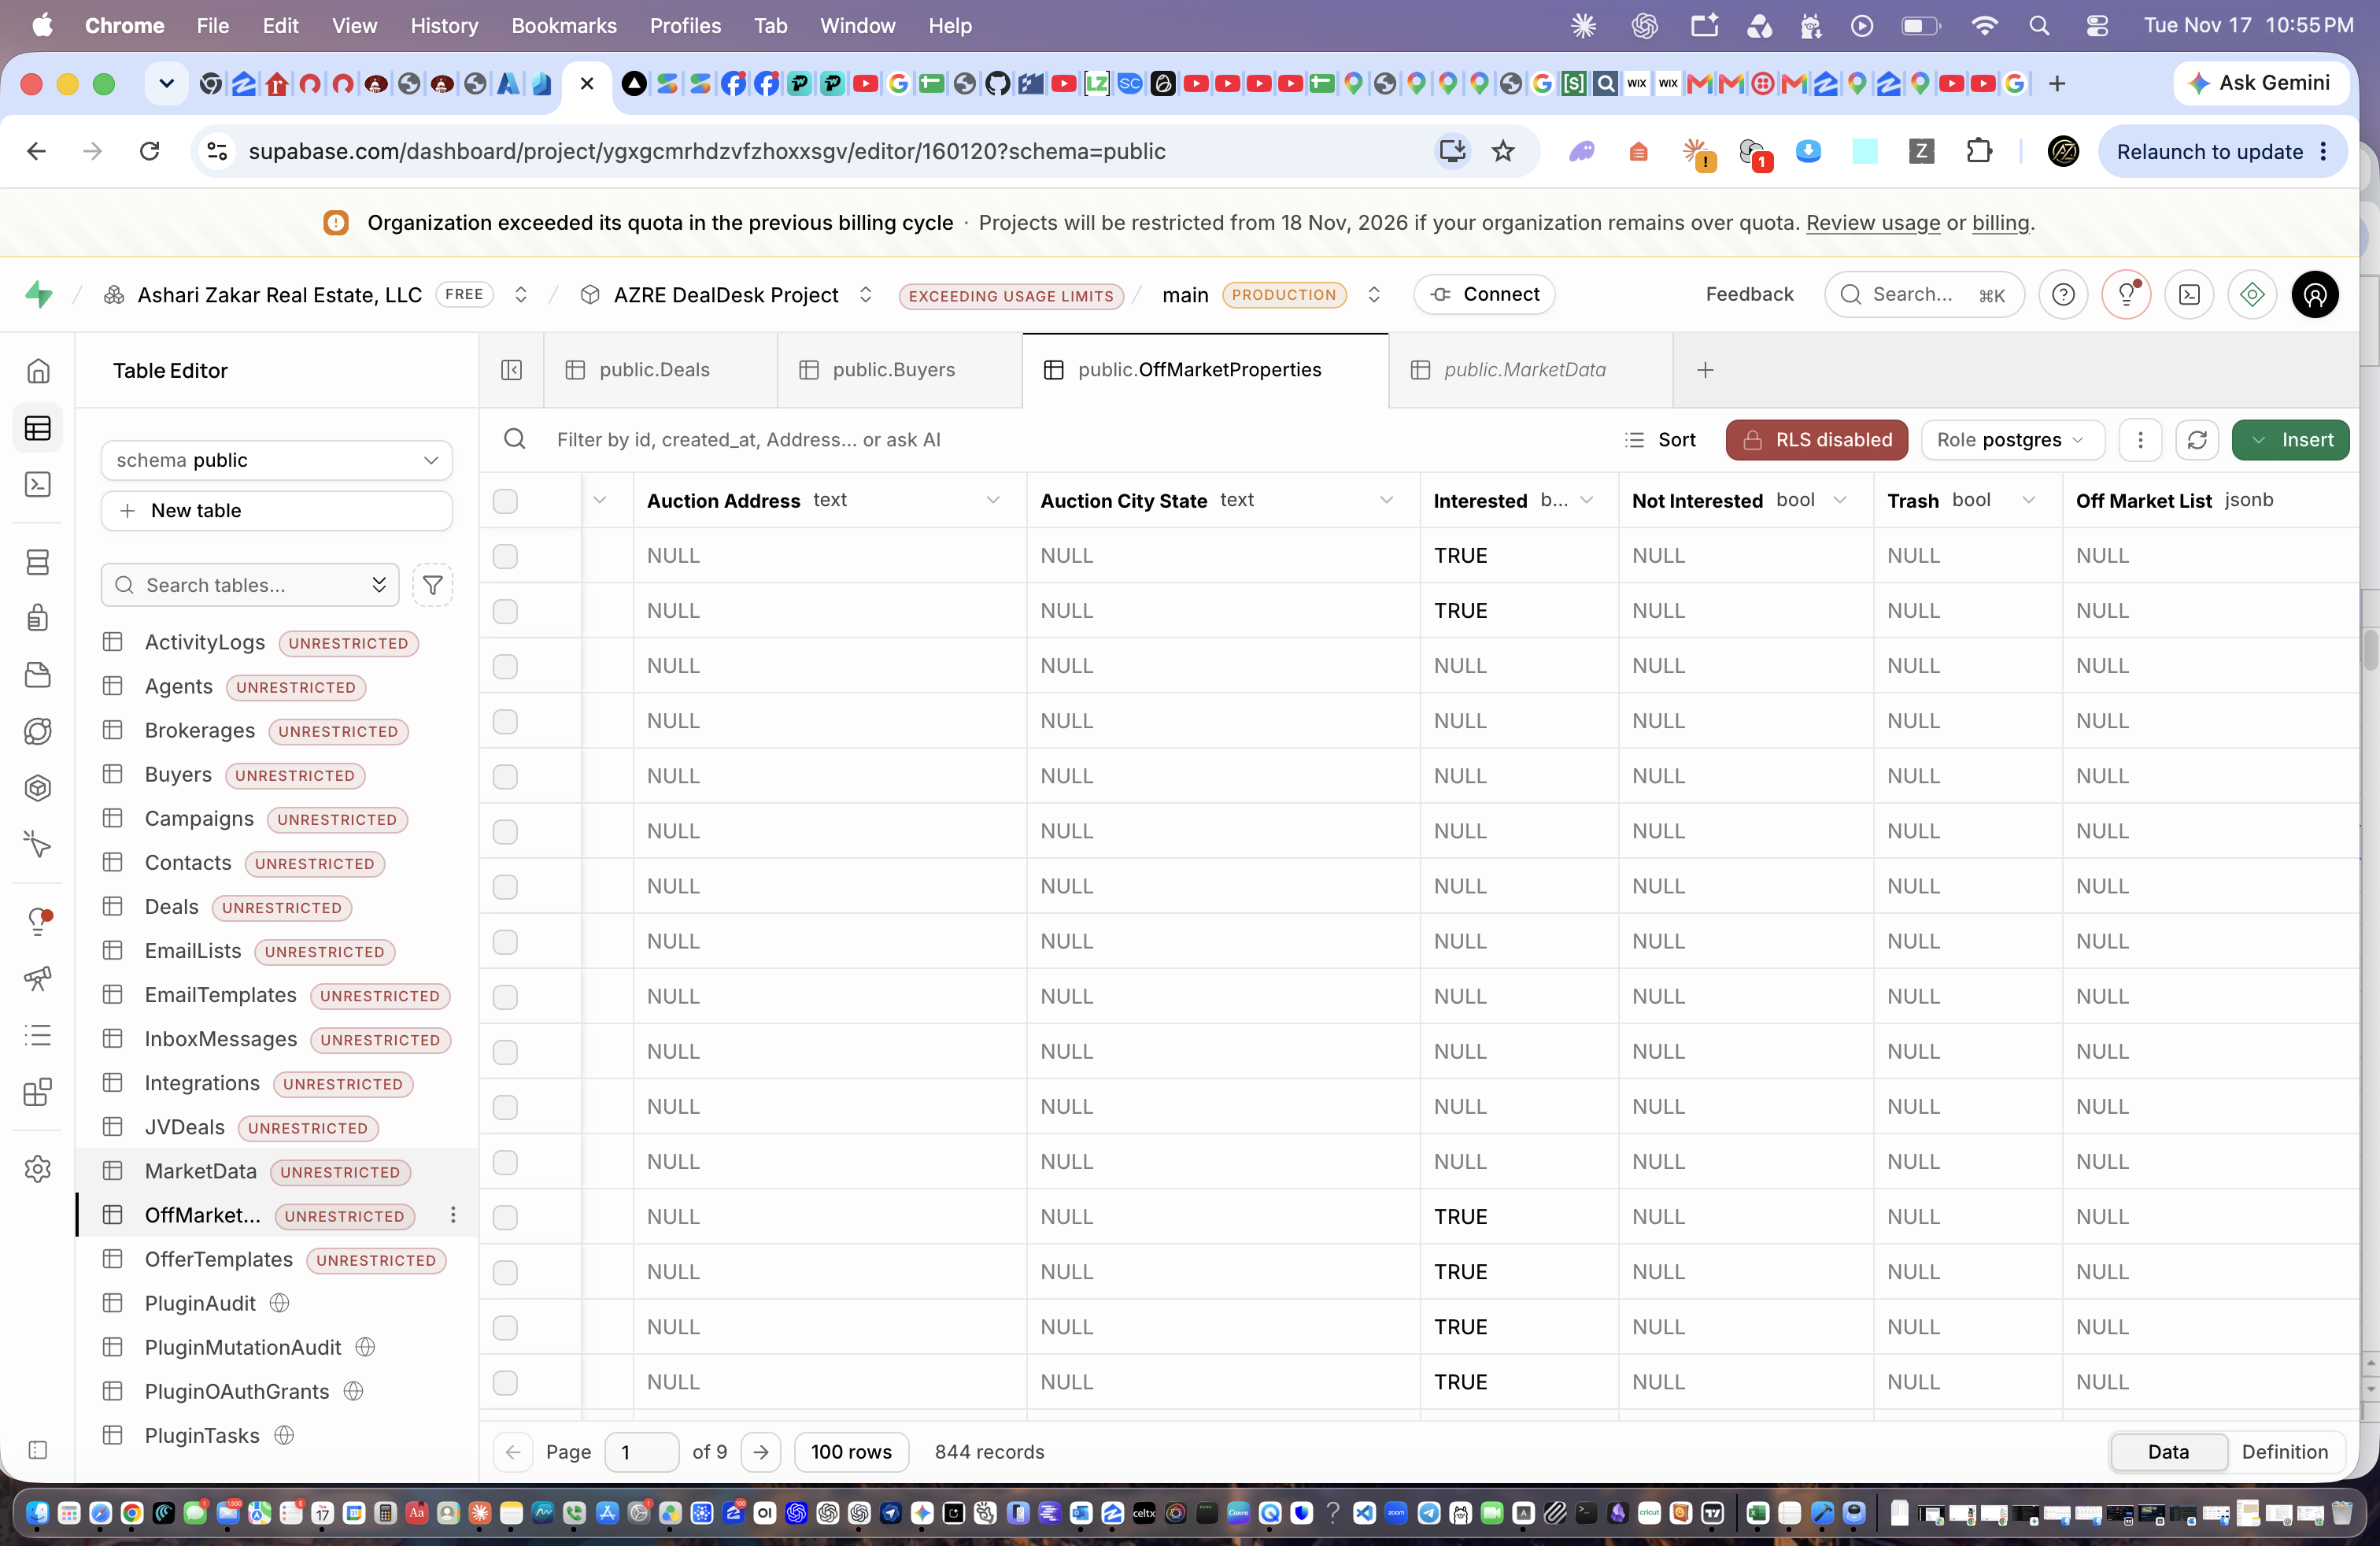 Chrome File Edit View History Bookmarks Profiles Tab Window Help Tue Nov 17 10:55 PM
Ask Gemini
supabase.com/dashboard/project/ygxgcmrhdzvfzhoxxsgv/editor/160120?schema=public Relaunch to update
Organization exceeded its quota in the previous billing cycle · Projects will be restricted from 18 Nov, 2026 if your organization remains over quota. Review usage or billing.
Ashari Zakar Real Estate, LLC FREE AZRE DealDesk Project EXCEEDING USAGE LIMITS main PRODUCTION Connect Feedback Search... ⌘K
Table Editor
public.Deals public.Buyers public.OffMarketProperties public.MarketData
Filter by id, created_at, Address... or ask AI Sort RLS disabled Role postgres Insert
schema public
New table
Search tables...
ActivityLogs UNRESTRICTED
Agents UNRESTRICTED
Brokerages UNRESTRICTED
Buyers UNRESTRICTED
Campaigns UNRESTRICTED
Contacts UNRESTRICTED
Deals UNRESTRICTED
EmailLists UNRESTRICTED
EmailTemplates UNRESTRICTED
InboxMessages UNRESTRICTED
Integrations UNRESTRICTED
JVDeals UNRESTRICTED
MarketData UNRESTRICTED
OffMarket... UNRESTRICTED
OfferTemplates UNRESTRICTED
PluginAudit
PluginMutationAudit
PluginOAuthGrants
PluginTasks
Auction Address text Auction City State text Interested b... Not Interested bool Trash bool Off Market List jsonb
NULL NULL TRUE NULL NULL NULL
NULL NULL TRUE NULL NULL NULL
NULL NULL NULL NULL NULL NULL
NULL NULL NULL NULL NULL NULL
NULL NULL NULL NULL NULL NULL
NULL NULL NULL NULL NULL NULL
NULL NULL NULL NULL NULL NULL
NULL NULL NULL NULL NULL NULL
NULL NULL NULL NULL NULL NULL
NULL NULL NULL NULL NULL NULL
NULL NULL NULL NULL NULL NULL
NULL NULL NULL NULL NULL NULL
NULL NULL TRUE NULL NULL NULL
NULL NULL TRUE NULL NULL NULL
NULL NULL TRUE NULL NULL NULL
NULL NULL TRUE NULL NULL NULL
Page 1 of 9 100 rows 844 records Data Definition